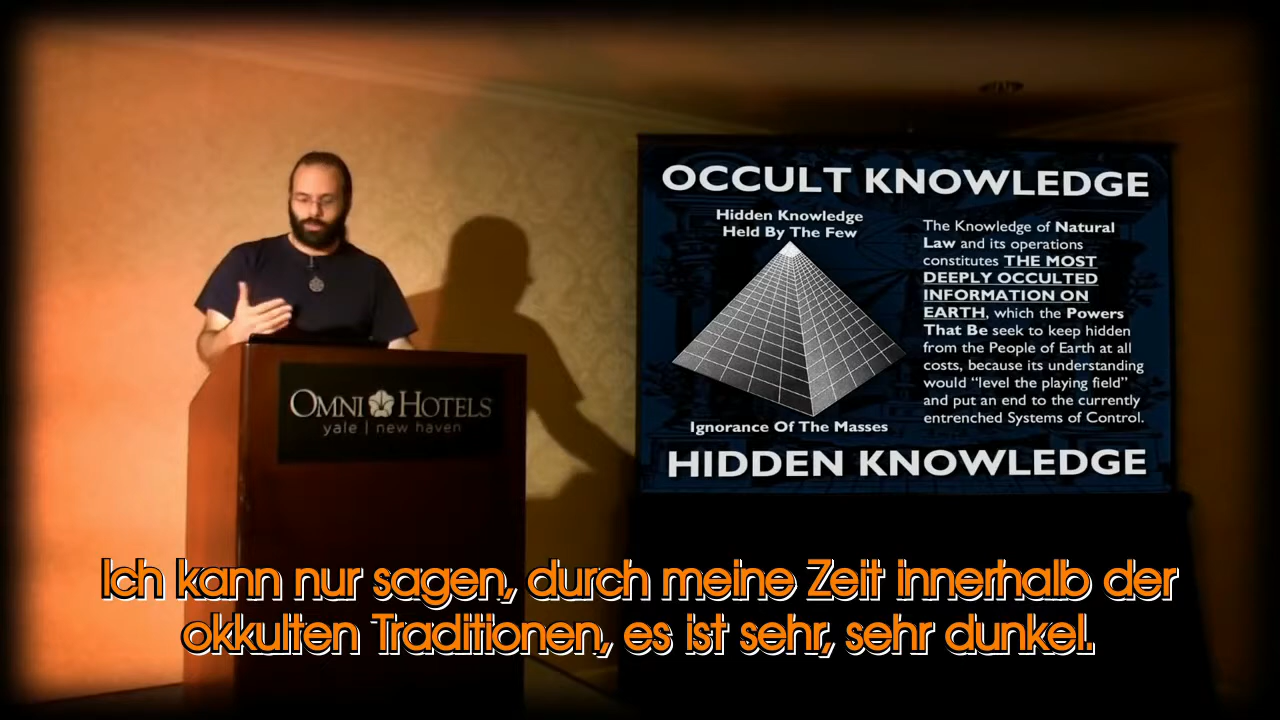 OCCULT KNOWLEDGE
Hidden Knowledge
Held By The Few
The Knowledge of Natural
Law and its operations
constitutes THE MOST
DEEPLY OCCULTED
INFORMATION ON
EARTH, which the Powers
That Be seek to keep hidden
from the People of Earth at all
costs, because its understanding
would “level the playing field”
and put an end to the currently
entrenched Systems of Control.
Ignorance Of The Masses
HIDDEN KNOWLEDGE
OMNI HOTELS
yale | new haven
Ich kann nur sagen, durch meine Zeit innerhalb der
okkulten Traditionen, es ist sehr, sehr dunkel.